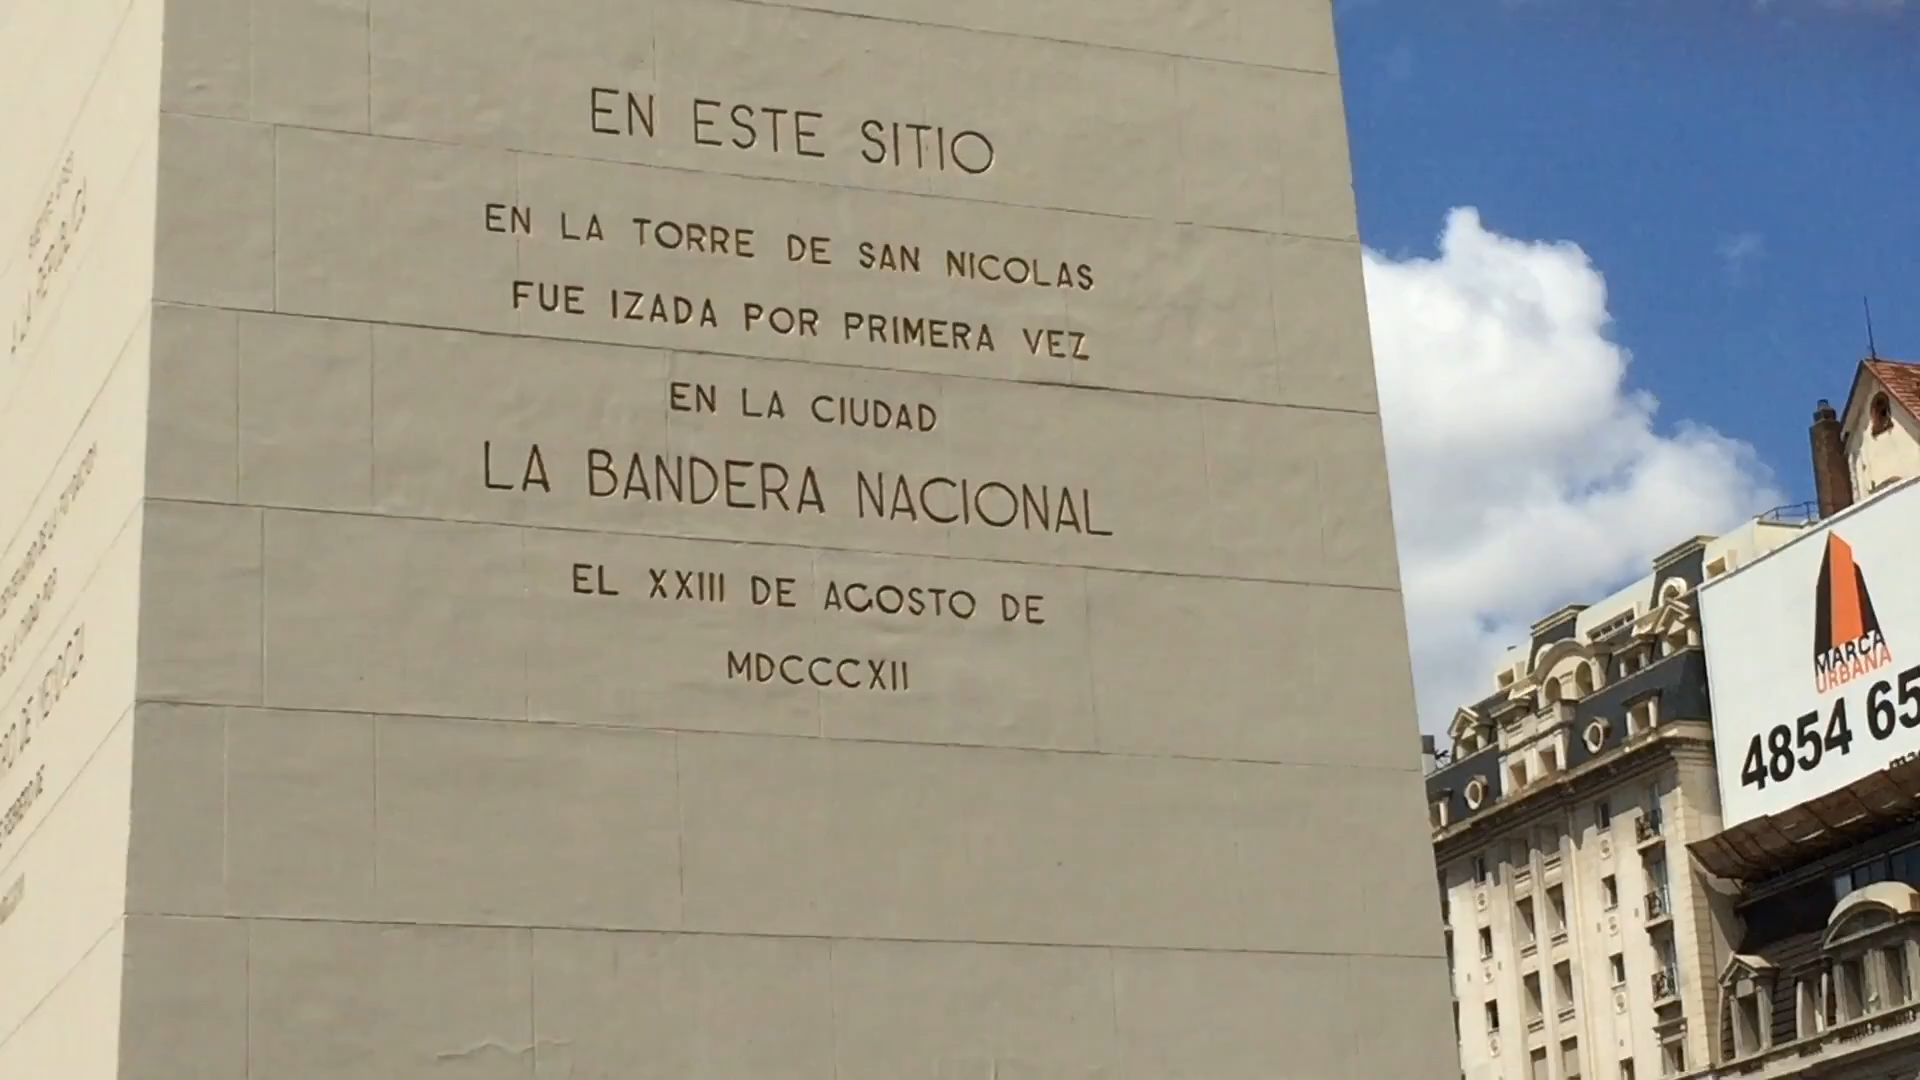 EN ESTE SITIO
EN LA TORRE DE SAN NICOLAS
FUE IZADA POR PRIMERA VEZ
EN LA CIUDAD
LA BANDERA NACIONAL
EL XXIII DE AGOSTO DE
MDCCCXII
MARCA
URBANA
4854 65